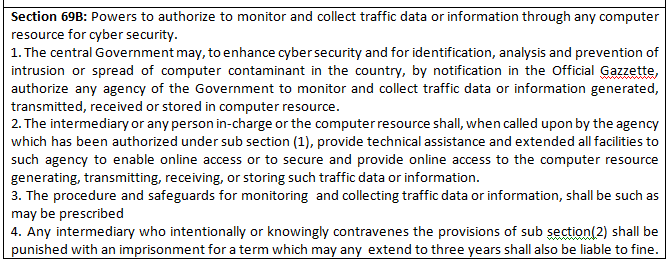 Section 69B: Powers to authorize to monitor and collect traffic data or information through any computer
resource for cyber security.
1. The central Government may, to enhance cyber security and for identification, analysis and prevention of
intrusion or spread of computer contaminant in the country, by notification in the Official Gazzette,
authorize any agency of the Government to monitor and collect traffic data or information generated,
transmitted, received or stored in computer resource.
2. The intermediary or any person in-charge or the computer resource shall, when called upon by the agency
which has been authorized under sub section (1), provide technical assistance and extended all facilities to
such agency to enable online access or to secure and provide online access to the computer resource
generating, transmitting, receiving, or storing such traffic data or information.
3. The procedure and safeguards for monitoring and collecting traffic data or information, shall be such as
may be prescribed
4. Any intermediary who intentionally or knowingly contravenes the provisions of sub section(2) shall be
punished with an imprisonment for a term which may any extend to three years shall also be liable to fine.